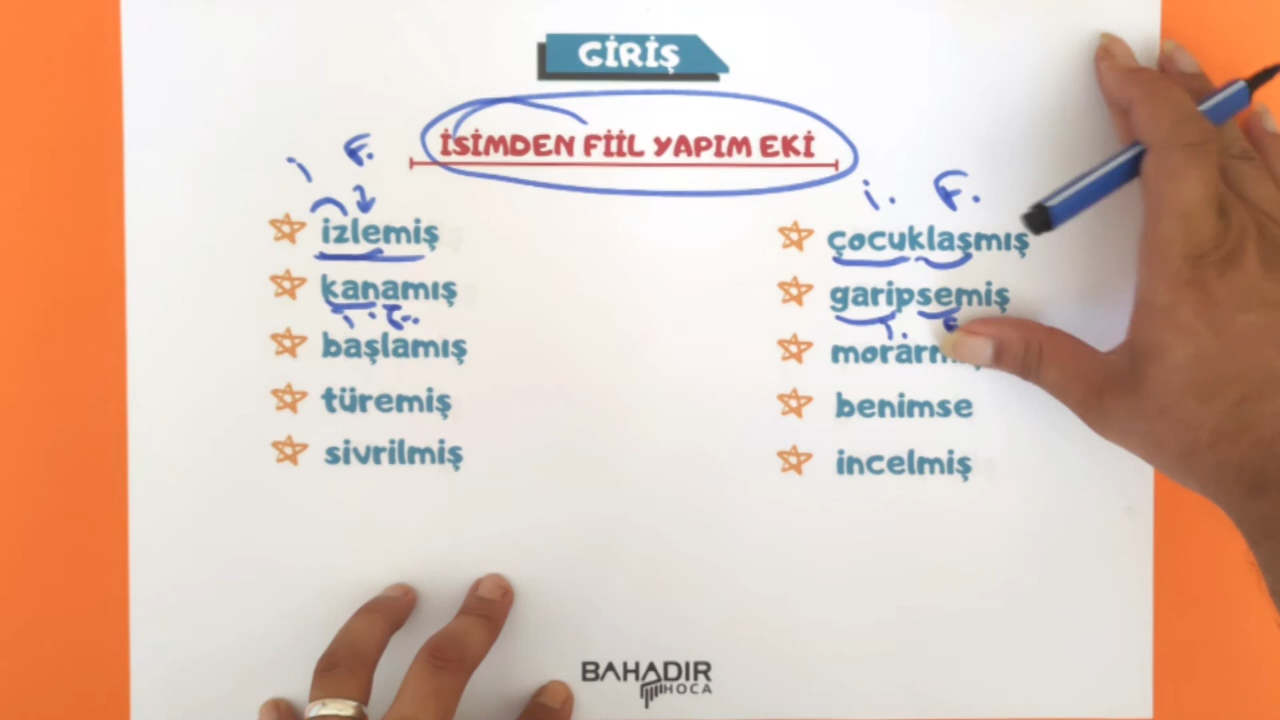 GİRİŞ
İSİMDEN FİİL YAPIM EKİ
i F.
izlemiş
kanamış
i. F.
başlamış
türemiş
sivrilmiş
i. F.
çocuklaşmış
garipsemiş
i.
benimse
incelmiş
BAHADIR
HOCA